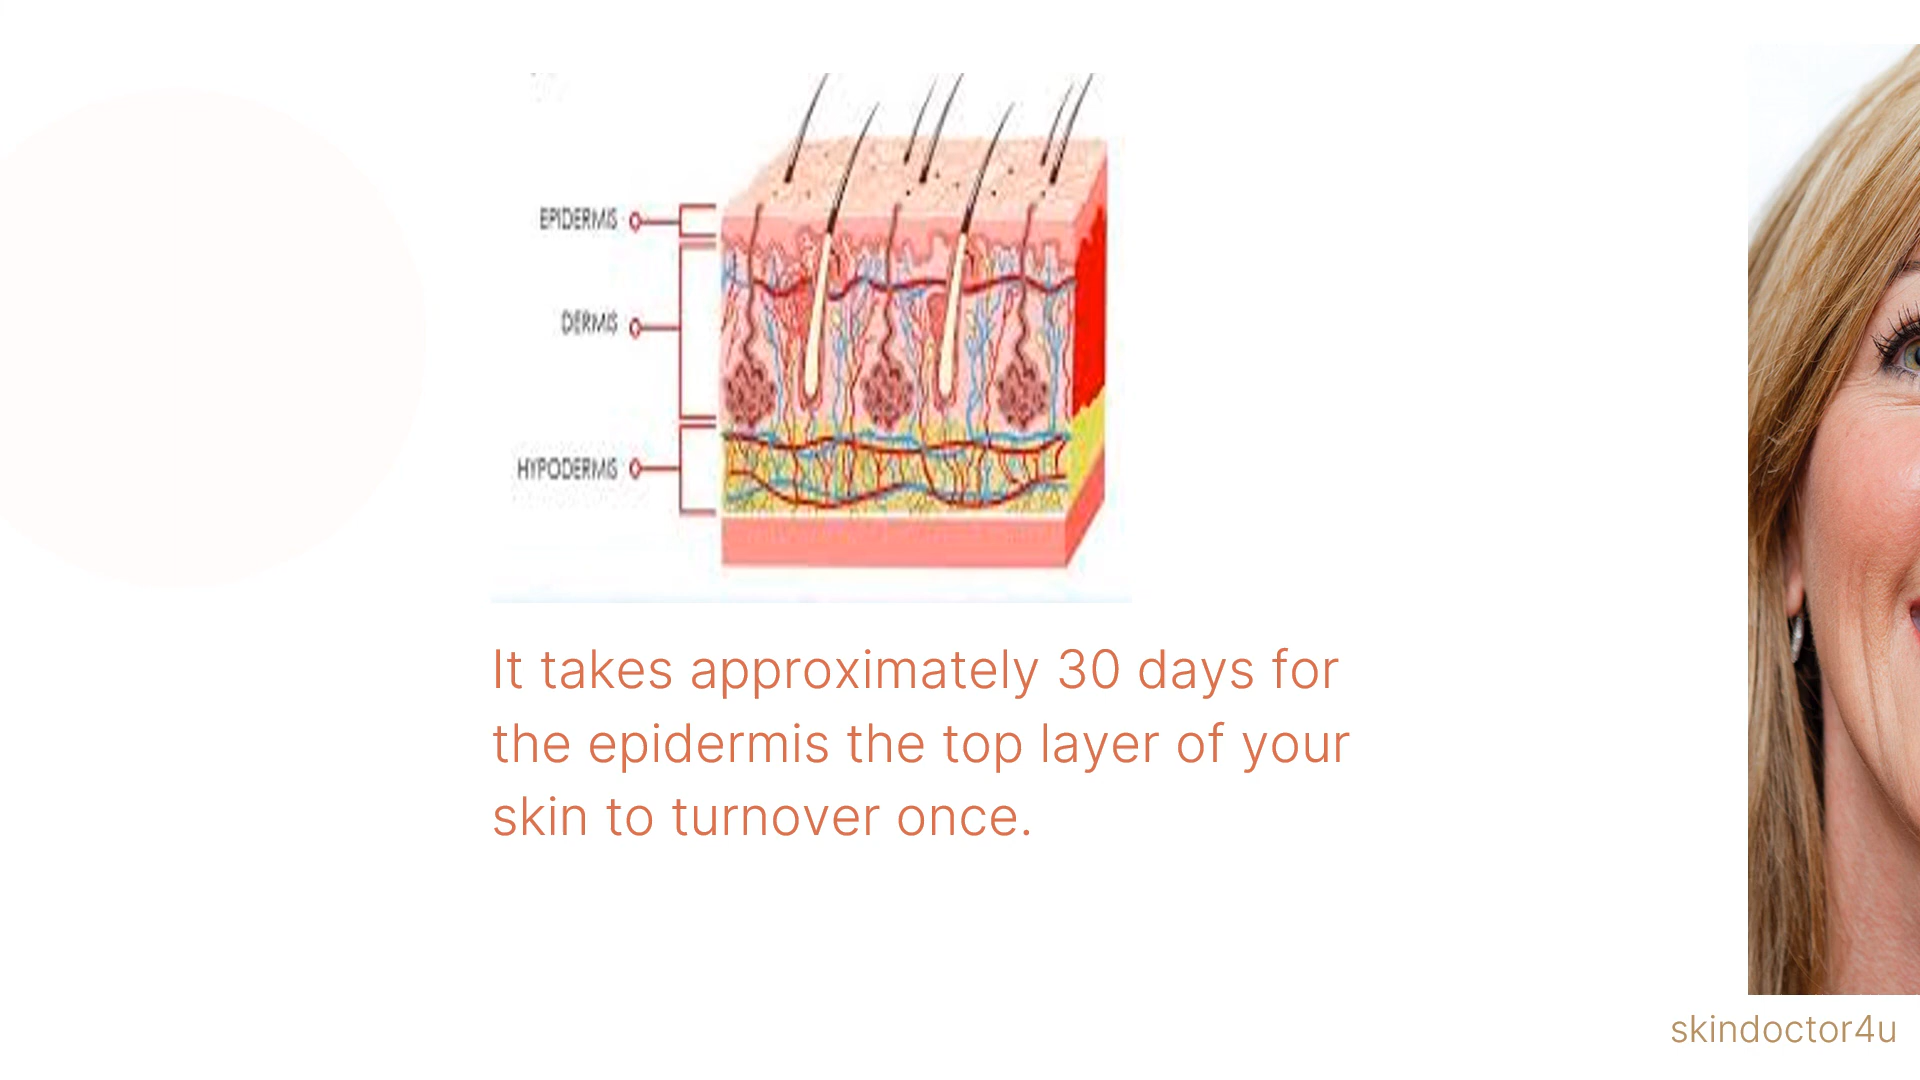 EPIDERMIS
DERMIS
HYPODERMIS
It takes approximately 30 days for
the epidermis the top layer of your
skin to turnover once.
skindoctor4u